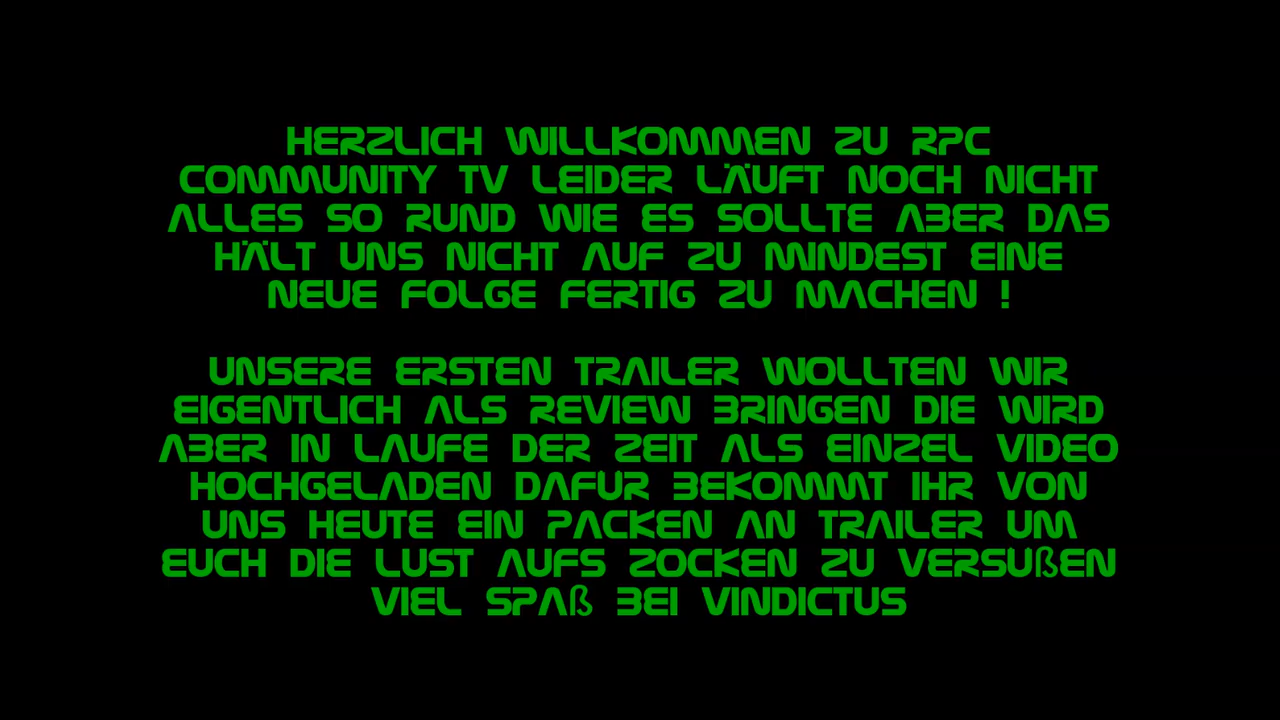 HERZLICH WILLKOMMEN ZU RPC
COMMUNITY TV LEIDER LÄUFT NOCH NICHT
ALLES SO RUND WIE ES SOLLTE ABER DAS
HÄLT UNS NICHT AUF ZU MINDEST EINE
NEUE FOLGE FERTIG ZU MACHEN !
UNSERE ERSTEN TRAILER WOLLTEN WIR
EIGENTLICH ALS REVIEW BRINGEN DIE WIRD
ABER IN LAUFE DER ZEIT ALS EINZEL VIDEO
HOCHGELADEN DAFÜR BEKOMMT IHR VON
UNS HEUTE EIN PACKEN AN TRAILER UM
EUCH DIE LUST AUFS ZOCKEN ZU VERSÜßEN
VIEL SPAß BEI VINDICTUS